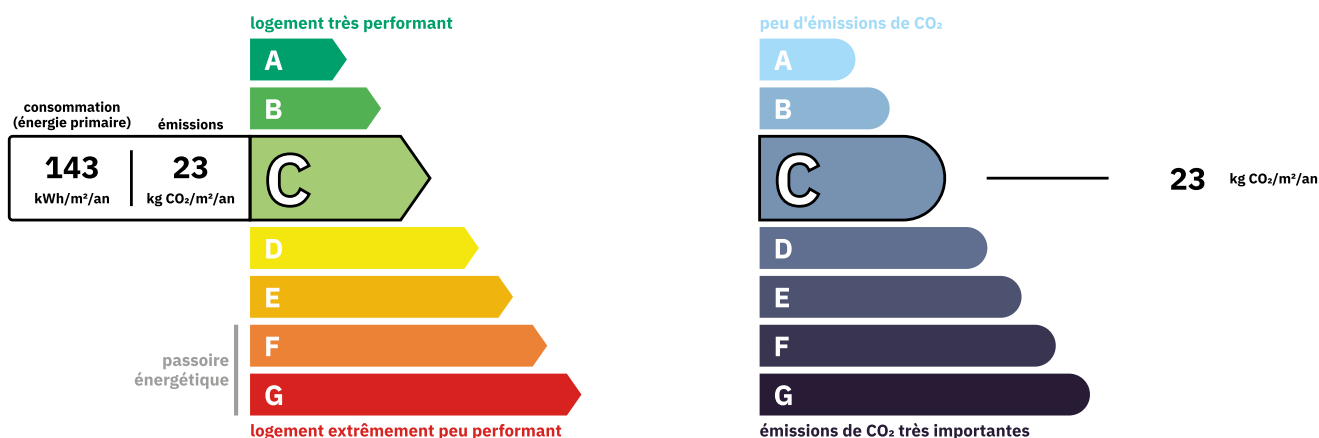 logement très performant
A
B
consommation
(énergie primaire)
émissions
143
kWh/m²/an
23
kg CO₂/m²/an
C
D
E
F
G
passoire
énergétique
logement extrêmement peu performant
peu d'émissions de CO₂
A
B
C
23 kg CO₂/m²/an
D
E
F
G
émissions de CO₂ très importantes